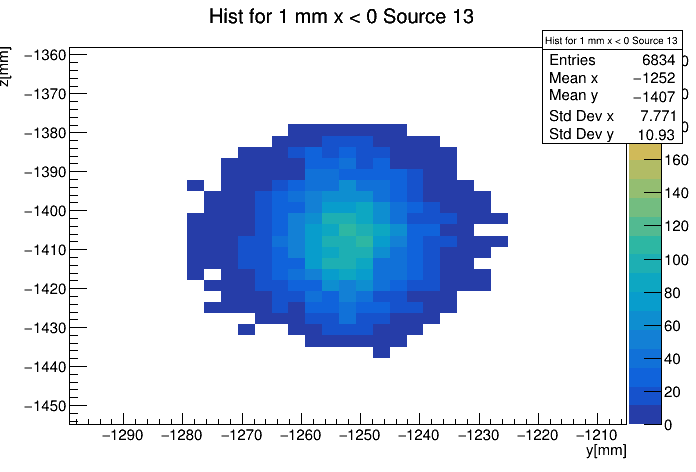 Hist for 1 mm x < 0 Source 13
Hist for 1 mm x < 0 Source 13
Entries 6834
Mean x −1252
Mean y −1407
Std Dev x 7.771
Std Dev y 10.93
z[mm]
−1360
−1370
−1380
−1390
−1400
−1410
−1420
−1430
−1440
−1450
160
140
120
100
80
60
40
20
0
−1290 −1280 −1270 −1260 −1250 −1240 −1230 −1220 −1210
y[mm]